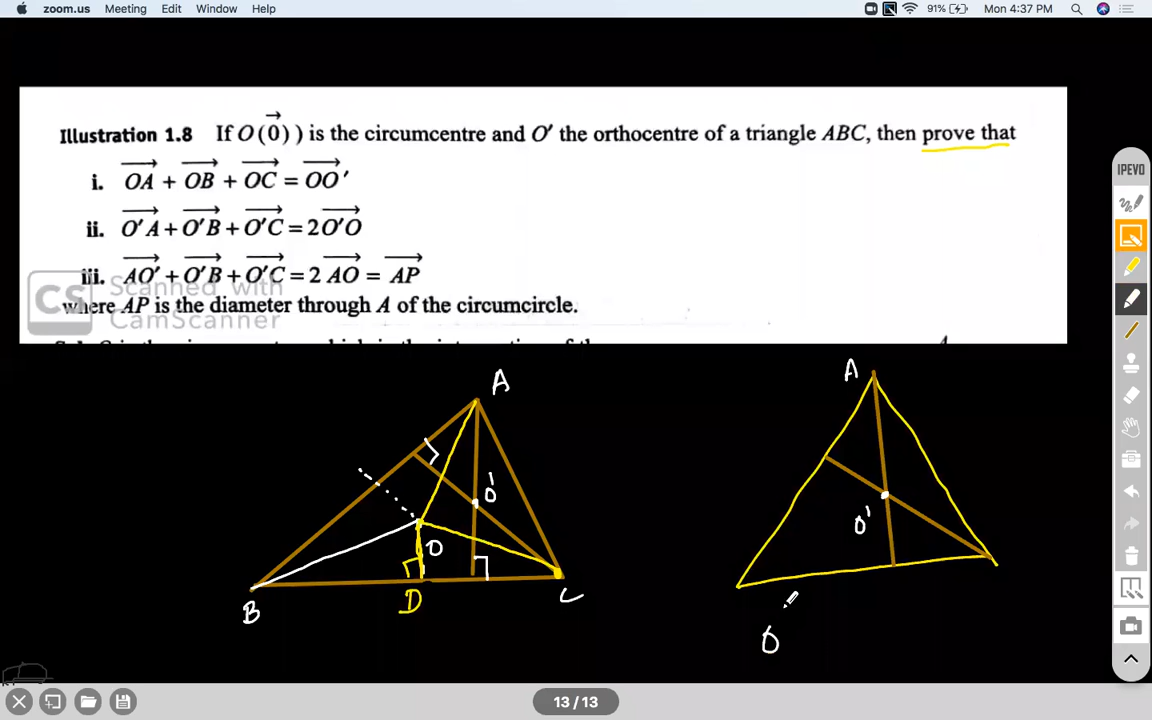 zoom.us Meeting Edit Window Help 91% Mon 4:37 PM
Illustration 1.8 If O(0⃗)) is the circumcentre and O′ the orthocentre of a triangle ABC, then prove that
IPEVO
i. OA⃗ + OB⃗ + OC⃗ = OO′⃗
ii. O′A⃗ + O′B⃗ + O′C⃗ = 2O′O⃗
iii. AO′⃗ + O′B⃗ + O′C⃗ = 2 AO⃗ = AP⃗
CS Scanned with CamScanner
where AP is the diameter through A of the circumcircle.
A
A
O'
O'
O
D
B
C
O
13 / 13